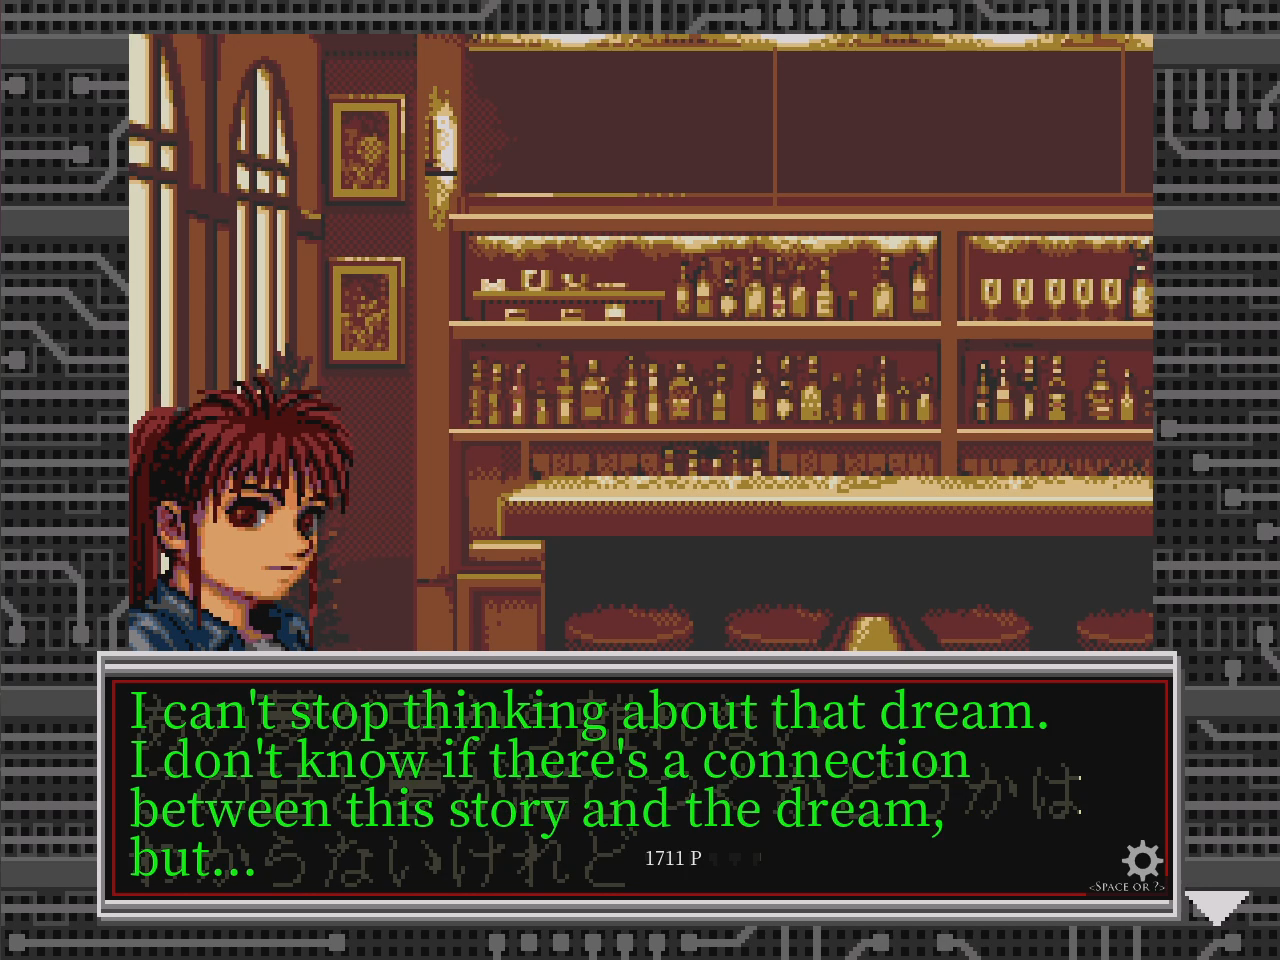 I can't stop thinking about that dream.
I don't know if there's a connection
between this story and the dream,
but...
1711 P
<SPACE OR ?>